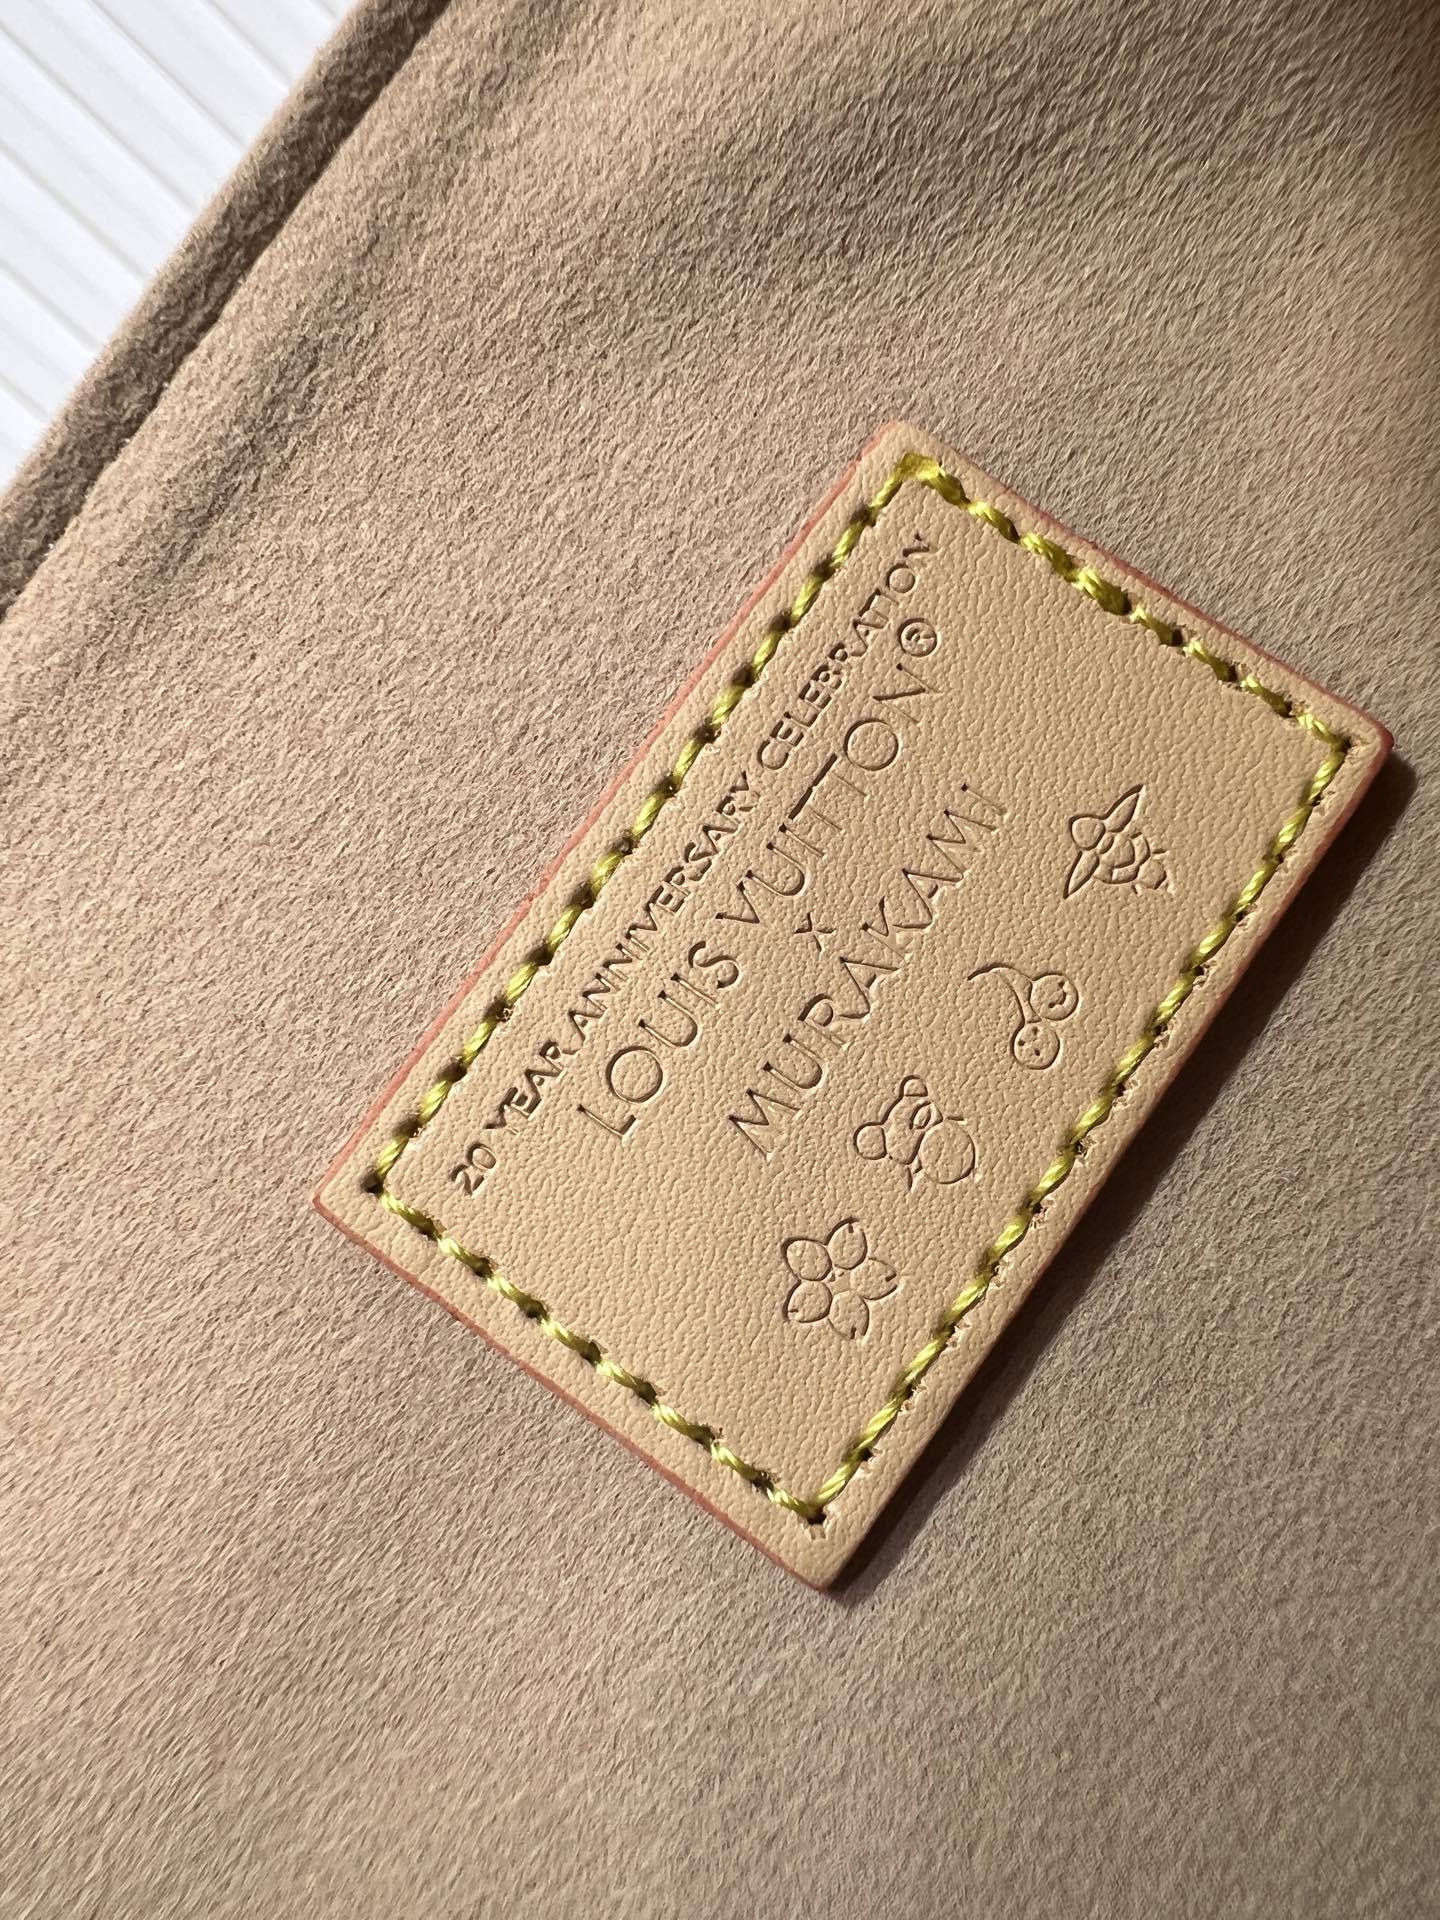 20 YEAR ANNIVERSARY CELEBRATION
LOUIS VUITTON®
×
MURAKAMI